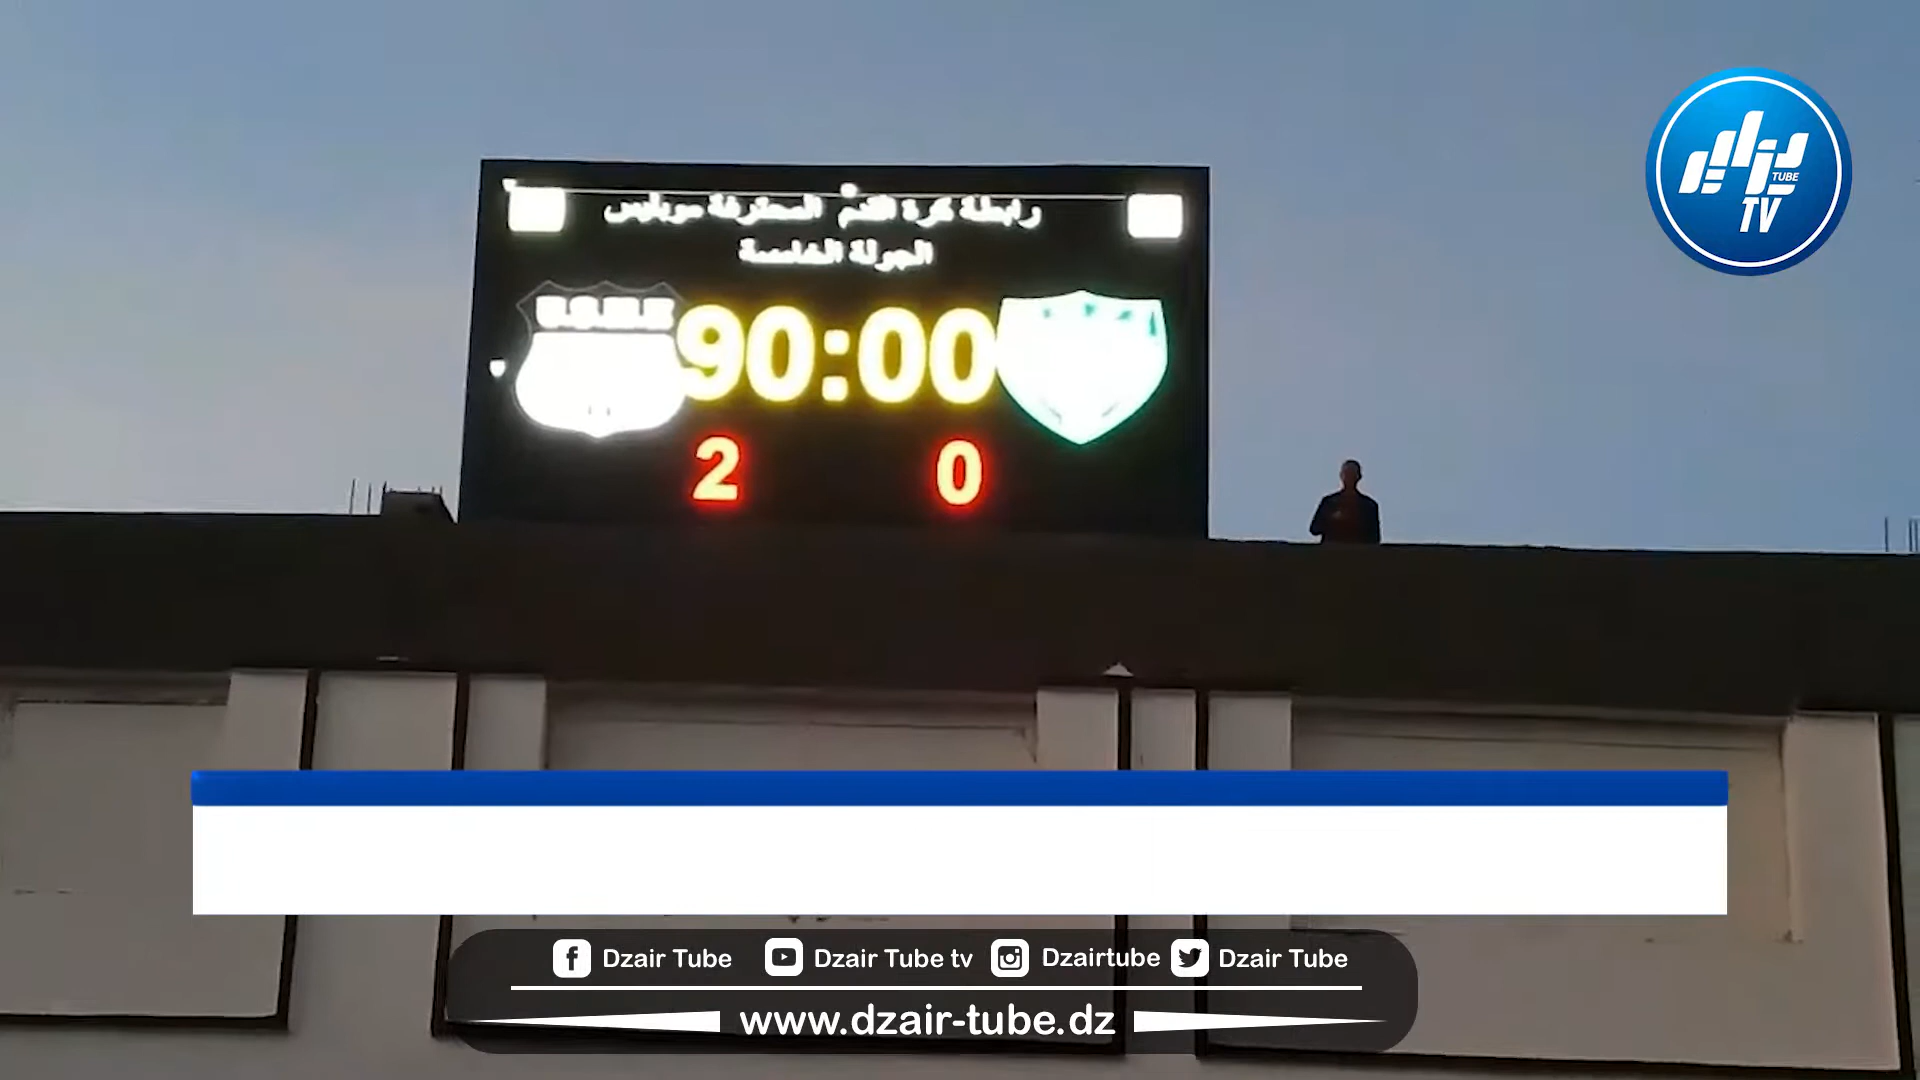 TUBE
TV
رابطة كرة القدم المحترفة موبيليس
الجولة الخامسة
U.S.M.K
90:00
2 0
Dzair Tube Dzair Tube tv Dzairtube Dzair Tube
www.dzair-tube.dz